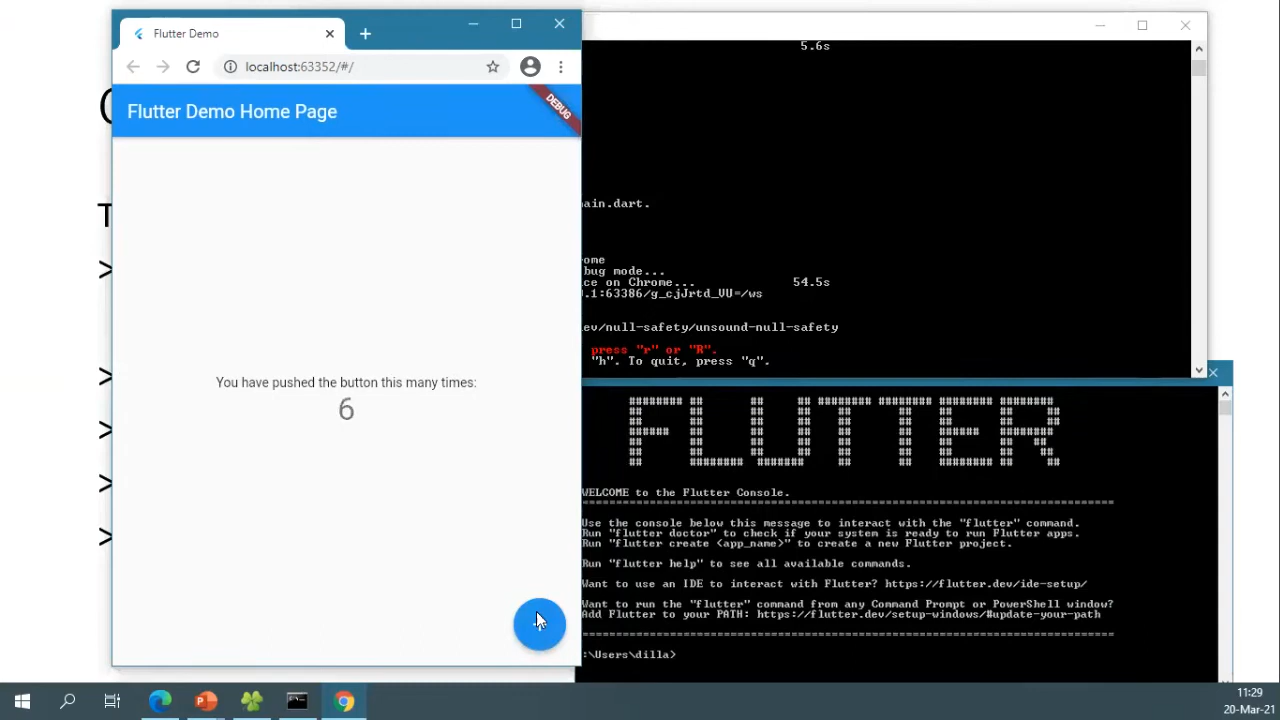 Flutter Demo
localhost:63352/#/
Flutter Demo Home Page
DEBUG
You have pushed the button this many times:
6
5.6s
main.dart.
rome
bug mode...
ice on Chrome... 54.5s
.1:63386/g_cjJrtd_VU=/ws
dev/null-safety/unsound-null-safety
press "r" or "R".
"h". To quit, press "q".
FLUTTER
WELCOME to the Flutter Console.
Use the console below this message to interact with the "flutter" command.
Run "flutter doctor" to check if your system is ready to run Flutter apps.
Run "flutter create <app_name>" to create a new Flutter project.
Run "flutter help" to see all available commands.
Want to use an IDE to interact with Flutter? https://flutter.dev/ide-setup/
Want to run the "flutter" command from any Command Prompt or PowerShell window?
Add Flutter to your PATH: https://flutter.dev/setup-windows/#update-your-path
:\Users\dilla>
11:29
20-Mar-21